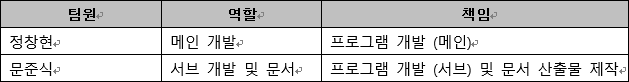 팀원 역할 책임
정창현 메인 개발 프로그램 개발 (메인)
문준식 서브 개발 및 문서 프로그램 개발 (서브) 및 문서 산출물 제작